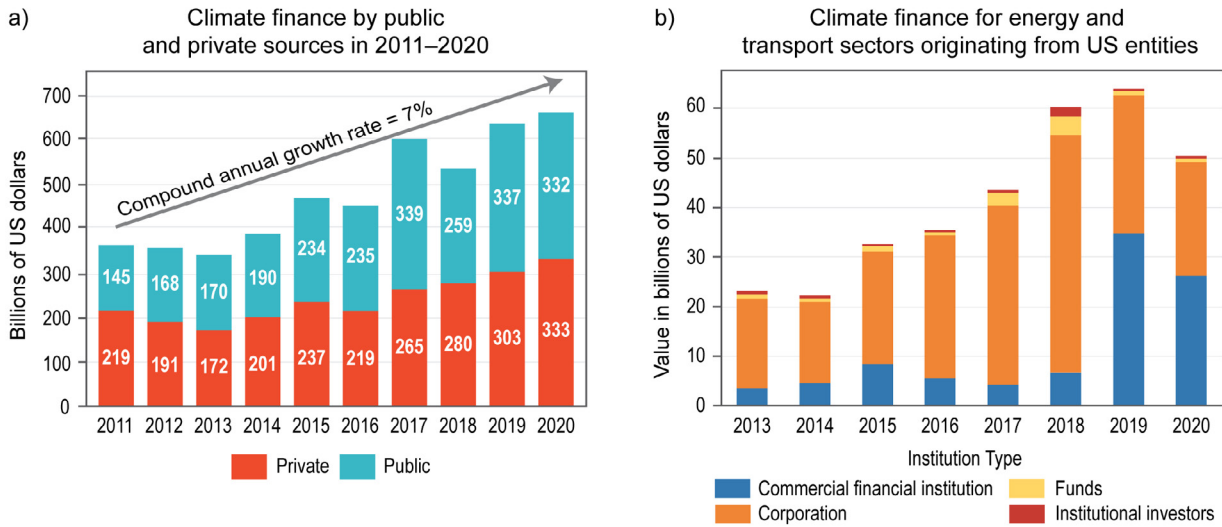 a)
Climate finance by public
and private sources in 2011–2020
Billions of US dollars
700
600
500
400
300
200
100
0
Compound annual growth rate = 7%
145
168
170
190
234
235
339
259
337
332
219
191
172
201
237
219
265
280
303
333
2011 2012 2013 2014 2015 2016 2017 2018 2019 2020
Private Public
b)
Climate finance for energy and
transport sectors originating from US entities
Value in billions of US dollars
60
50
40
30
20
10
0
2013 2014 2015 2016 2017 2018 2019 2020
Institution Type
Commercial financial institution Funds
Corporation Institutional investors